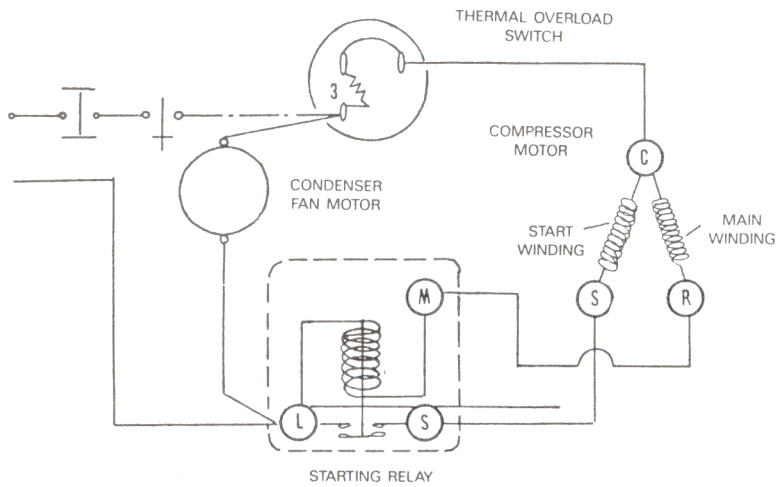 THERMAL OVERLOAD
SWITCH
3
COMPRESSOR
MOTOR
C
CONDENSER
FAN MOTOR
START
WINDING
MAIN
WINDING
M
S
R
L
S
STARTING RELAY